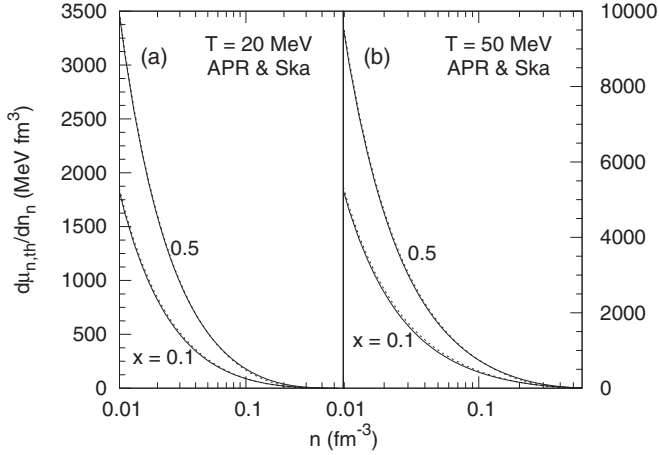 3500
3000
2500
2000
1500
1000
500
0
dμn,th/dnn (MeV fm³)
(a)
T = 20 MeV
APR & Ska
0.5
x = 0.1
(b)
T = 50 MeV
APR & Ska
0.5
x = 0.1
10000
8000
6000
4000
2000
0
0.01
0.1
0.01
0.1
n (fm⁻³)